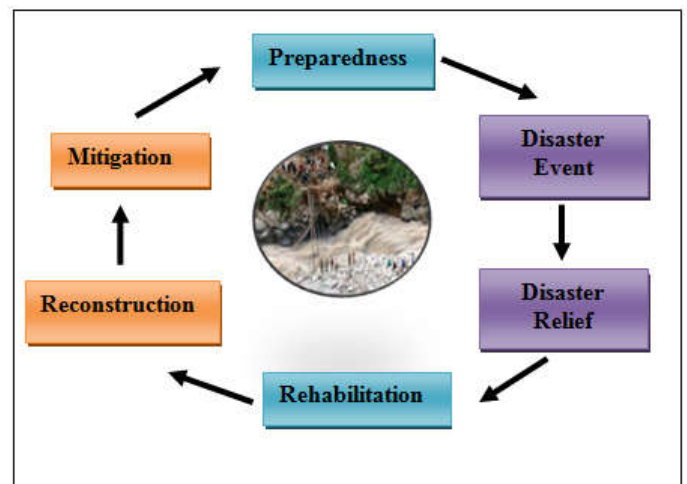 Preparedness
Disaster
Event
Disaster
Relief
Rehabilitation
Reconstruction
Mitigation